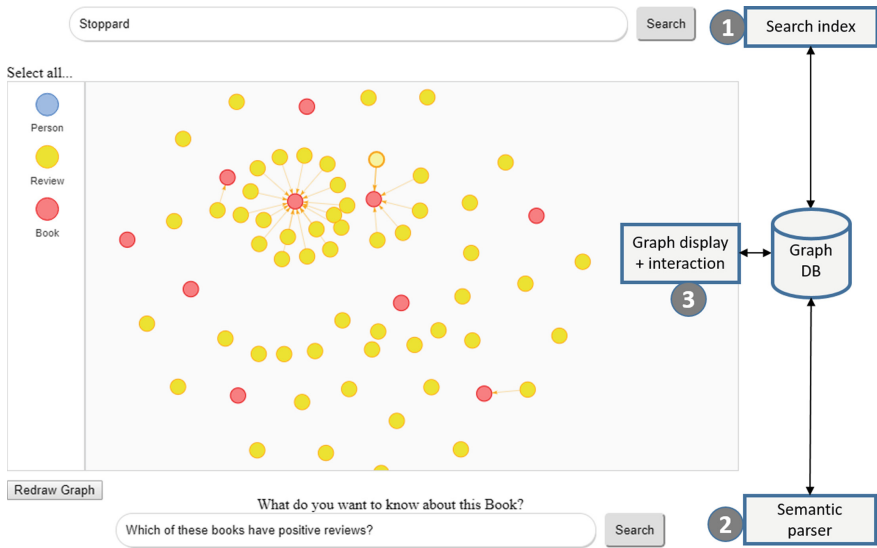 Stoppard
Search
1
Search index
Select all...
Person
Review
Book
Graph display
+ interaction
3
Graph
DB
Redraw Graph
What do you want to know about this Book?
Which of these books have positive reviews?
Search
2
Semantic
parser